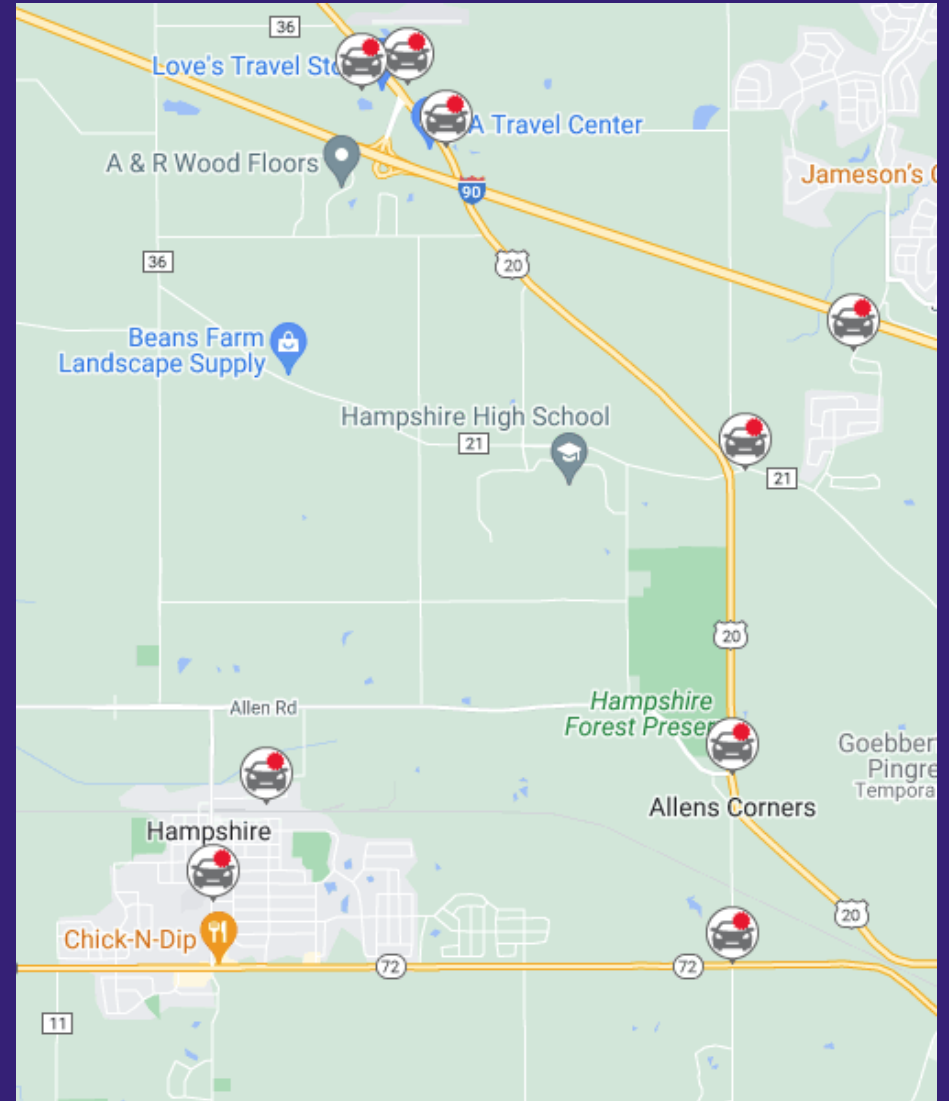 36
Love's Travel Sto
A Travel Center
A & R Wood Floors
Jameson's
90
36
20
Beans Farm
Landscape Supply
Hampshire High School
21
21
20
Allen Rd
Hampshire
Forest Preser
Goebber
Pingre
Tempora
Allens Corners
Hampshire
20
Chick-N-Dip
72
72
11